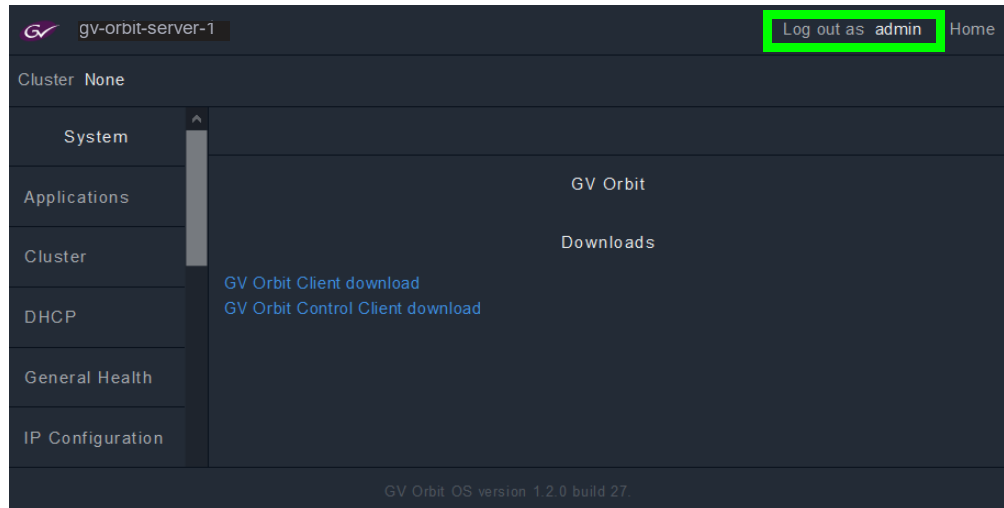 GV gv-orbit-server-1 Log out as admin Home
Cluster None
System
Applications
Cluster
DHCP
General Health
IP Configuration
GV Orbit
Downloads
GV Orbit Client download
GV Orbit Control Client download
GV Orbit OS version 1.2.0 build 27.